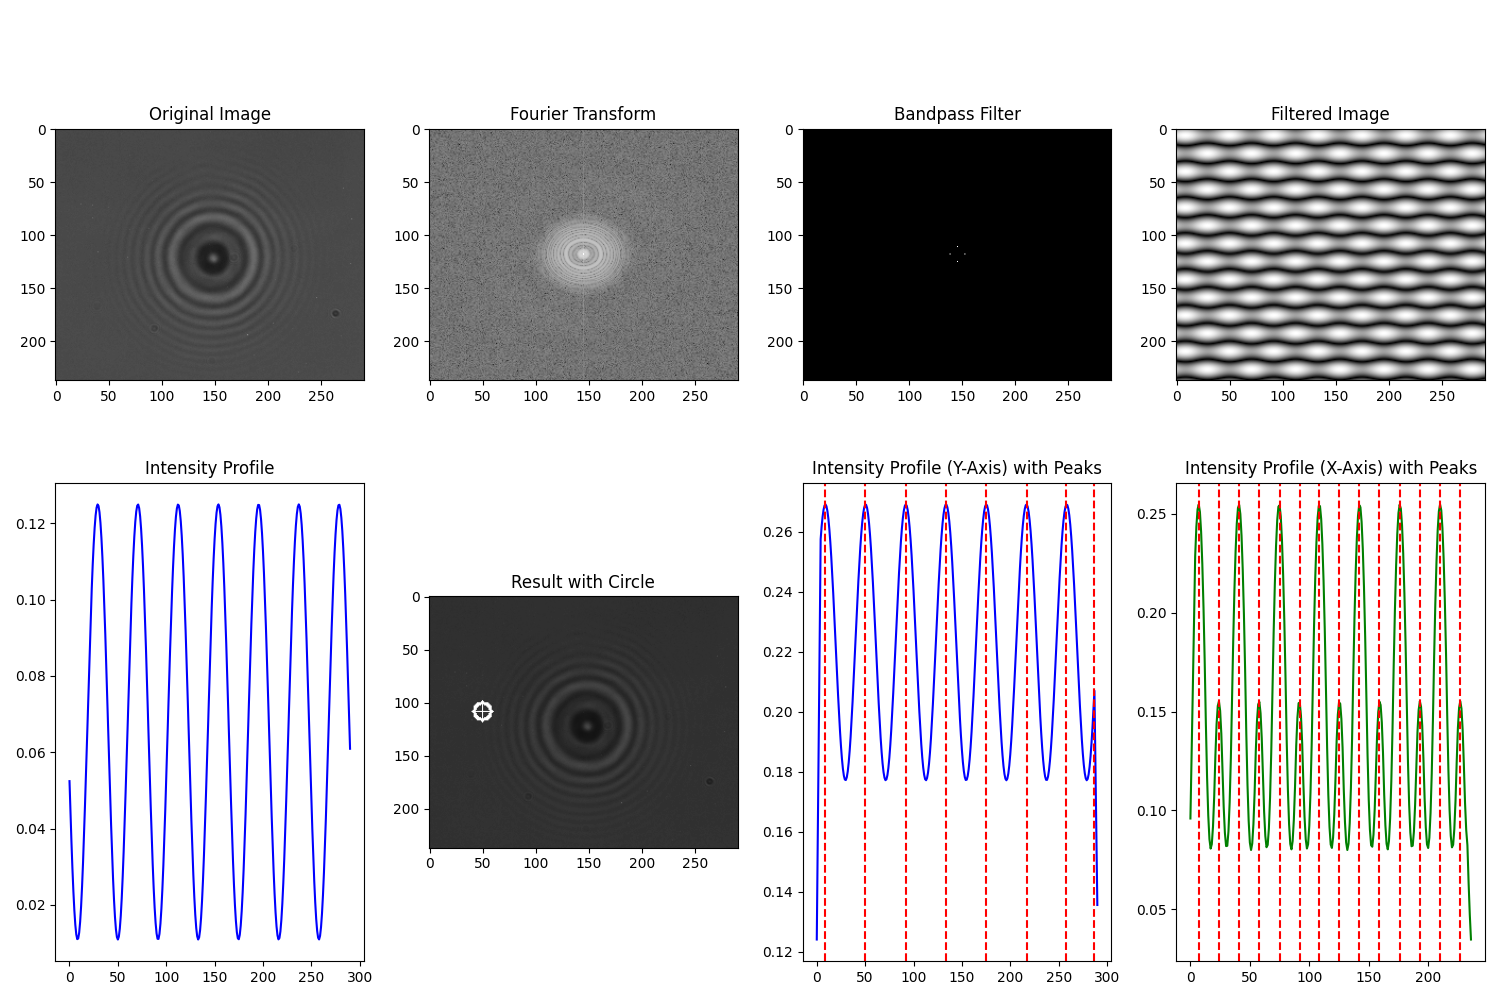 Original Image
0
50
100
150
200
0 50 100 150 200 250
Fourier Transform
0
50
100
150
200
0 50 100 150 200 250
Bandpass Filter
0
50
100
150
200
0 50 100 150 200 250
Filtered Image
0
50
100
150
200
0 50 100 150 200 250
Intensity Profile
0.12
0.10
0.08
0.06
0.04
0.02
0 50 100 150 200 250 300
Result with Circle
0
50
100
150
200
0 50 100 150 200 250
Intensity Profile (Y-Axis) with Peaks
0.26
0.24
0.22
0.20
0.18
0.16
0.14
0.12
0 50 100 150 200 250 300
Intensity Profile (X-Axis) with Peaks
0.25
0.20
0.15
0.10
0.05
0 50 100 150 200